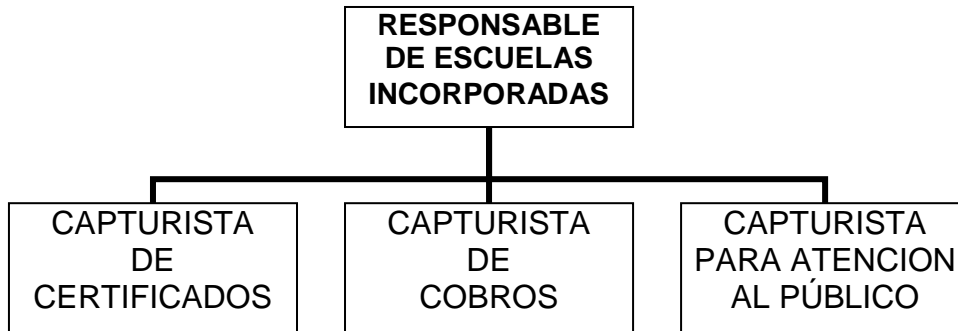 RESPONSABLE
DE ESCUELAS
INCORPORADAS
CAPTURISTA
DE
CERTIFICADOS
CAPTURISTA
DE
COBROS
CAPTURISTA
PARA ATENCION
AL PÚBLICO